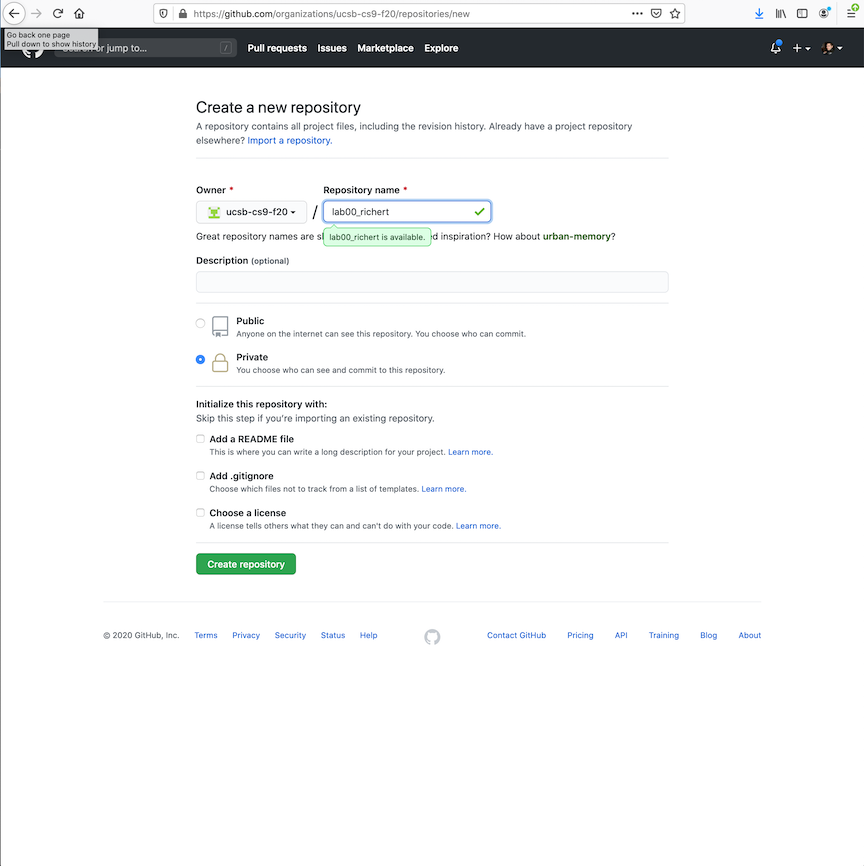 https://github.com/organizations/ucsb-cs9-f20/repositories/new
Go back one page
Pull down to show history
or jump to... /
Pull requests Issues Marketplace Explore
Create a new repository
A repository contains all project files, including the revision history. Already have a project repository
elsewhere? Import a repository.
Owner * Repository name *
ucsb-cs9-f20 / lab00_richert
Great repository names are inspiration? How about urban-memory?
lab00_richert is available.
Description (optional)
Public
Anyone on the internet can see this repository. You choose who can commit.
Private
You choose who can see and commit to this repository.
Initialize this repository with:
Skip this step if you're importing an existing repository.
Add a README file
This is where you can write a long description for your project. Learn more.
Add .gitignore
Choose which files not to track from a list of templates. Learn more.
Choose a license
A license tells others what they can and can't do with your code. Learn more.
Create repository
© 2020 GitHub, Inc. Terms Privacy Security Status Help Contact GitHub Pricing API Training Blog About